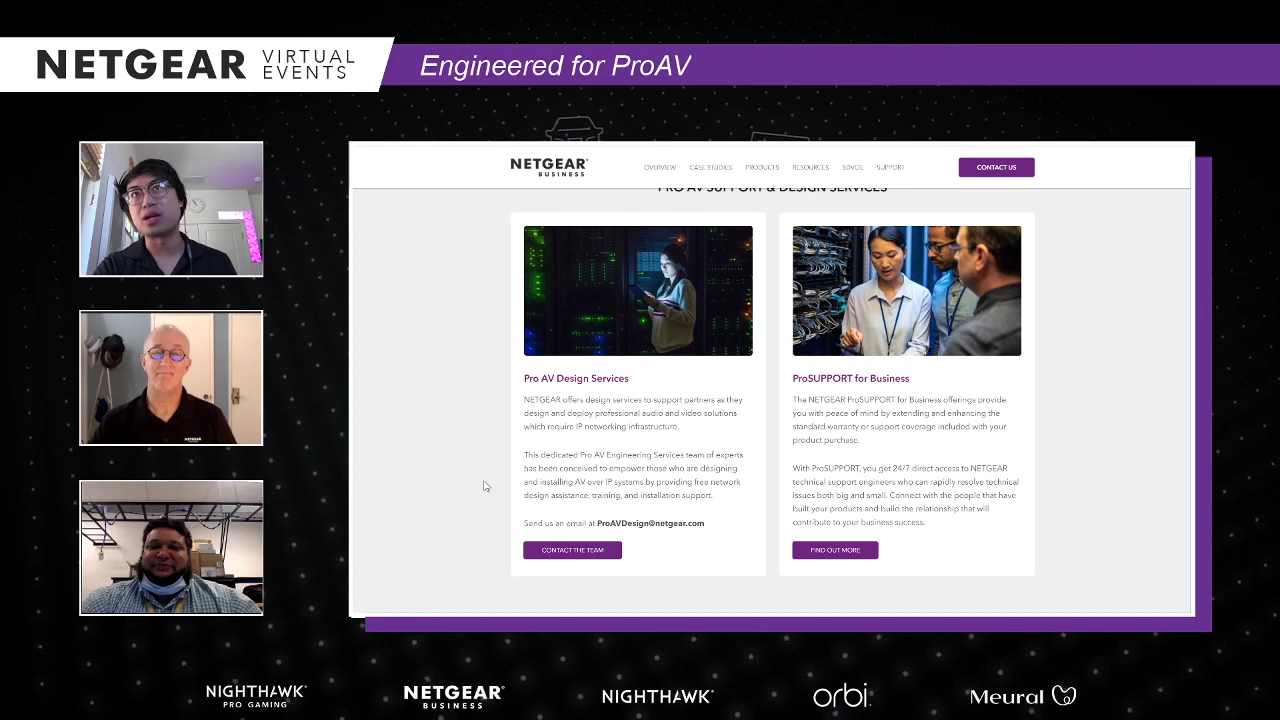 NETGEAR VIRTUAL EVENTS
Engineered for ProAV
NETGEAR BUSINESS
OVERVIEW CASE STUDIES PRODUCTS RESOURCES SDVOE SUPPORT
CONTACT US
PRO AV SUPPORT & DESIGN SERVICES
Pro AV Design Services
NETGEAR offers design services to support partners as they
design and deploy professional audio and video solutions
which require IP networking infrastructure.
This dedicated Pro AV Engineering Services team of experts
has been conceived to empower those who are designing
and installing AV over IP systems by providing free network
design assistance, training, and installation support.
Send us an email at ProAVDesign@netgear.com
CONTACT THE TEAM
ProSUPPORT for Business
The NETGEAR ProSUPPORT for Business offerings provide
you with peace of mind by extending and enhancing the
standard warranty or support coverage included with your
product purchase.
With ProSUPPORT, you get 24/7 direct access to NETGEAR
technical support engineers who can rapidly resolve technical
issues both big and small. Connect with the people that have
built your products and build the relationship that will
contribute to your business success.
FIND OUT MORE
NETGEAR
NIGHTHAWK®
PRO GAMING
NETGEAR®
BUSINESS
NIGHTHAWK®
orbi
Meural